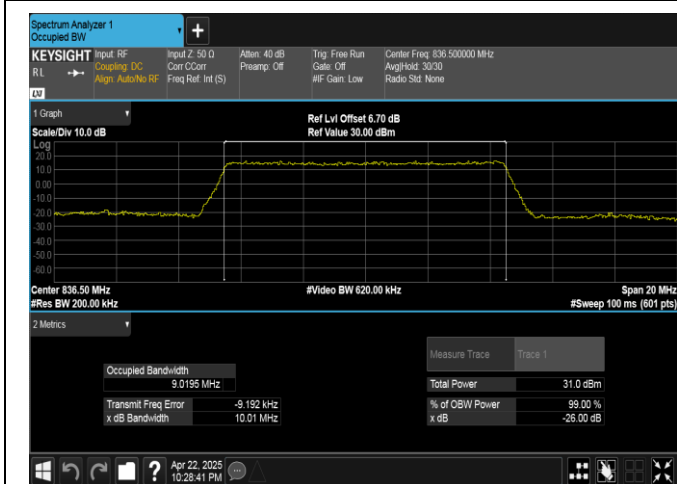 Spectrum Analyzer 1
Occupied BW
+
KEYSIGHT Input: RF Input Z: 50 Ω Atten: 40 dB Trig: Free Run Center Freq: 836.500000 MHz
R L Coupling: DC Corr CCorr Preamp: Off Gate: Off Avg|Hold: 30/30
Align: Auto/No RF Freq Ref: Int (S) #IF Gain: Low Radio Std: None
LXI
1 Graph
Ref Lvl Offset 6.70 dB
Scale/Div 10.0 dB Ref Value 30.00 dBm
Log
20.0
10.0
0.00
-10.0
-20.0
-30.0
-40.0
-50.0
-60.0
Center 836.50 MHz #Video BW 620.00 kHz Span 20 MHz
#Res BW 200.00 kHz #Sweep 100 ms (601 pts)
2 Metrics
Measure Trace Trace 1
Occupied Bandwidth
9.0195 MHz
Total Power 31.0 dBm
Transmit Freq Error -9.192 kHz % of OBW Power 99.00 %
x dB Bandwidth 10.01 MHz x dB -26.00 dB
? Apr 22, 2025
10:28:41 PM